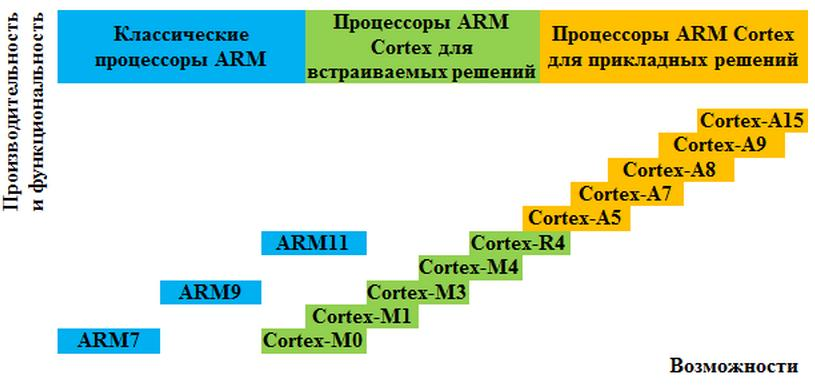 Производительность
и функциональность
Классические
процессоры ARM
Процессоры ARM
Cortex для
встраиваемых решений
Процессоры ARM Cortex
для прикладных решений
Cortex-A15
Cortex-A9
Cortex-A8
Cortex-A7
Cortex-A5
ARM11
Cortex-R4
Cortex-M4
ARM9
Cortex-M3
Cortex-M1
ARM7
Cortex-M0
Возможности